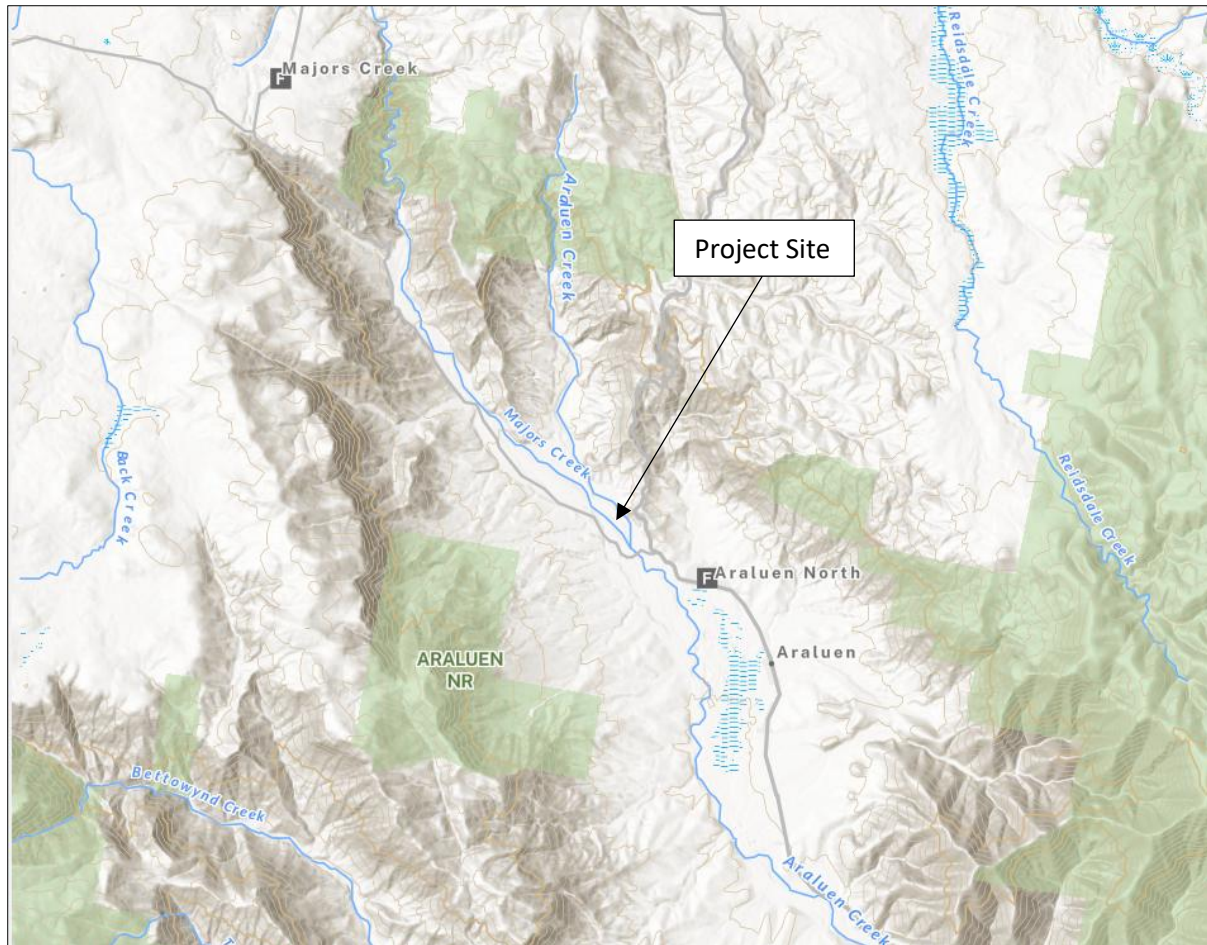 Reidsdale Creek
F Majors Creek
Araluen Creek
Project Site
Majors Creek
Back Creek
Reidsdale Creek
F Araluen North
Araluen
ARALUEN
NR
Bettowynd Creek
Araluen Creek